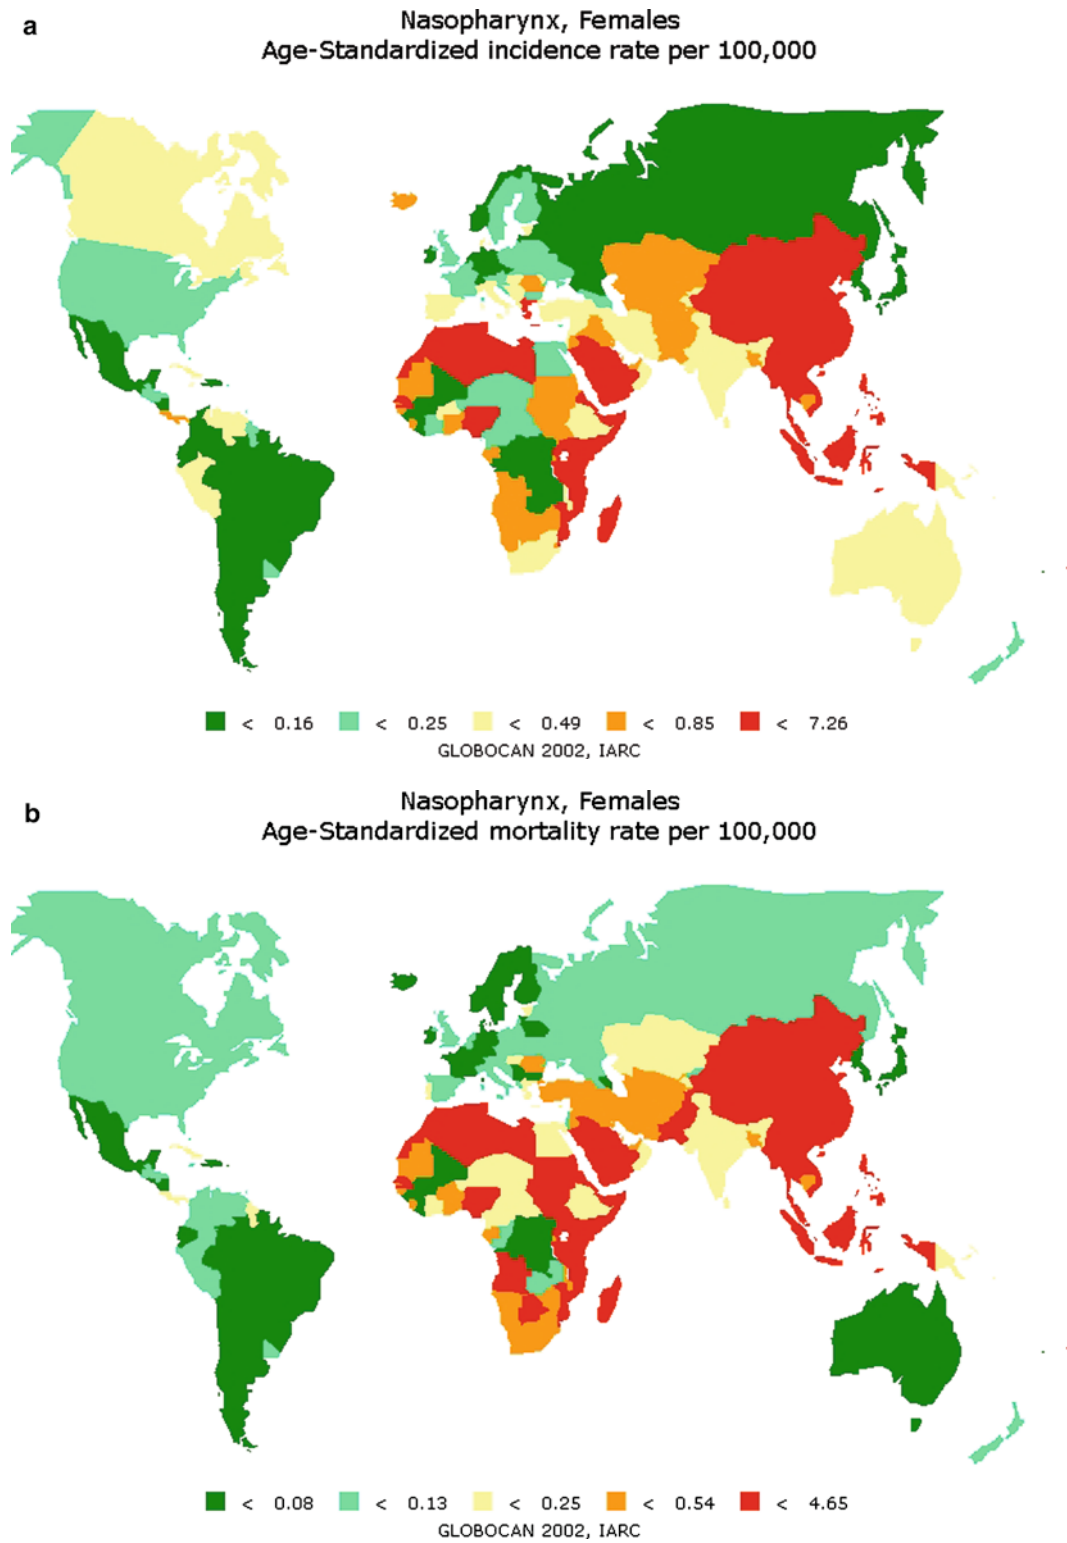 a
Nasopharynx, Females
Age-Standardized incidence rate per 100,000
< 0.16 < 0.25 < 0.49 < 0.85 < 7.26
GLOBOCAN 2002, IARC
b
Nasopharynx, Females
Age-Standardized mortality rate per 100,000
< 0.08 < 0.13 < 0.25 < 0.54 < 4.65
GLOBOCAN 2002, IARC